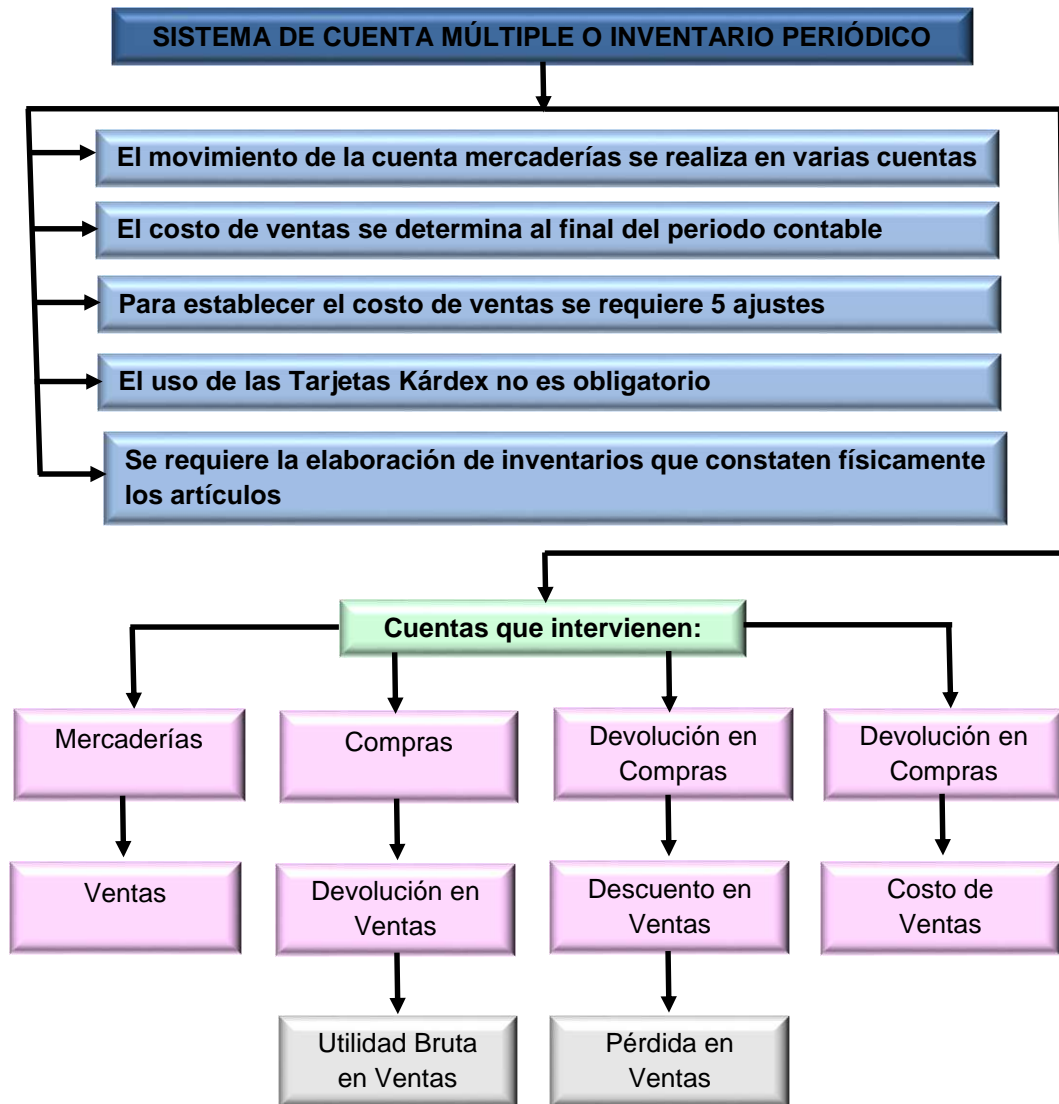 SISTEMA DE CUENTA MÚLTIPLE O INVENTARIO PERIÓDICO
El movimiento de la cuenta mercaderías se realiza en varias cuentas
El costo de ventas se determina al final del periodo contable
Para establecer el costo de ventas se requiere 5 ajustes
El uso de las Tarjetas Kárdex no es obligatorio
Se requiere la elaboración de inventarios que constaten físicamente
los artículos
Cuentas que intervienen:
Mercaderías
Compras
Devolución en
Compras
Devolución en
Compras
Ventas
Devolución en
Ventas
Descuento en
Ventas
Costo de
Ventas
Utilidad Bruta
en Ventas
Pérdida en
Ventas